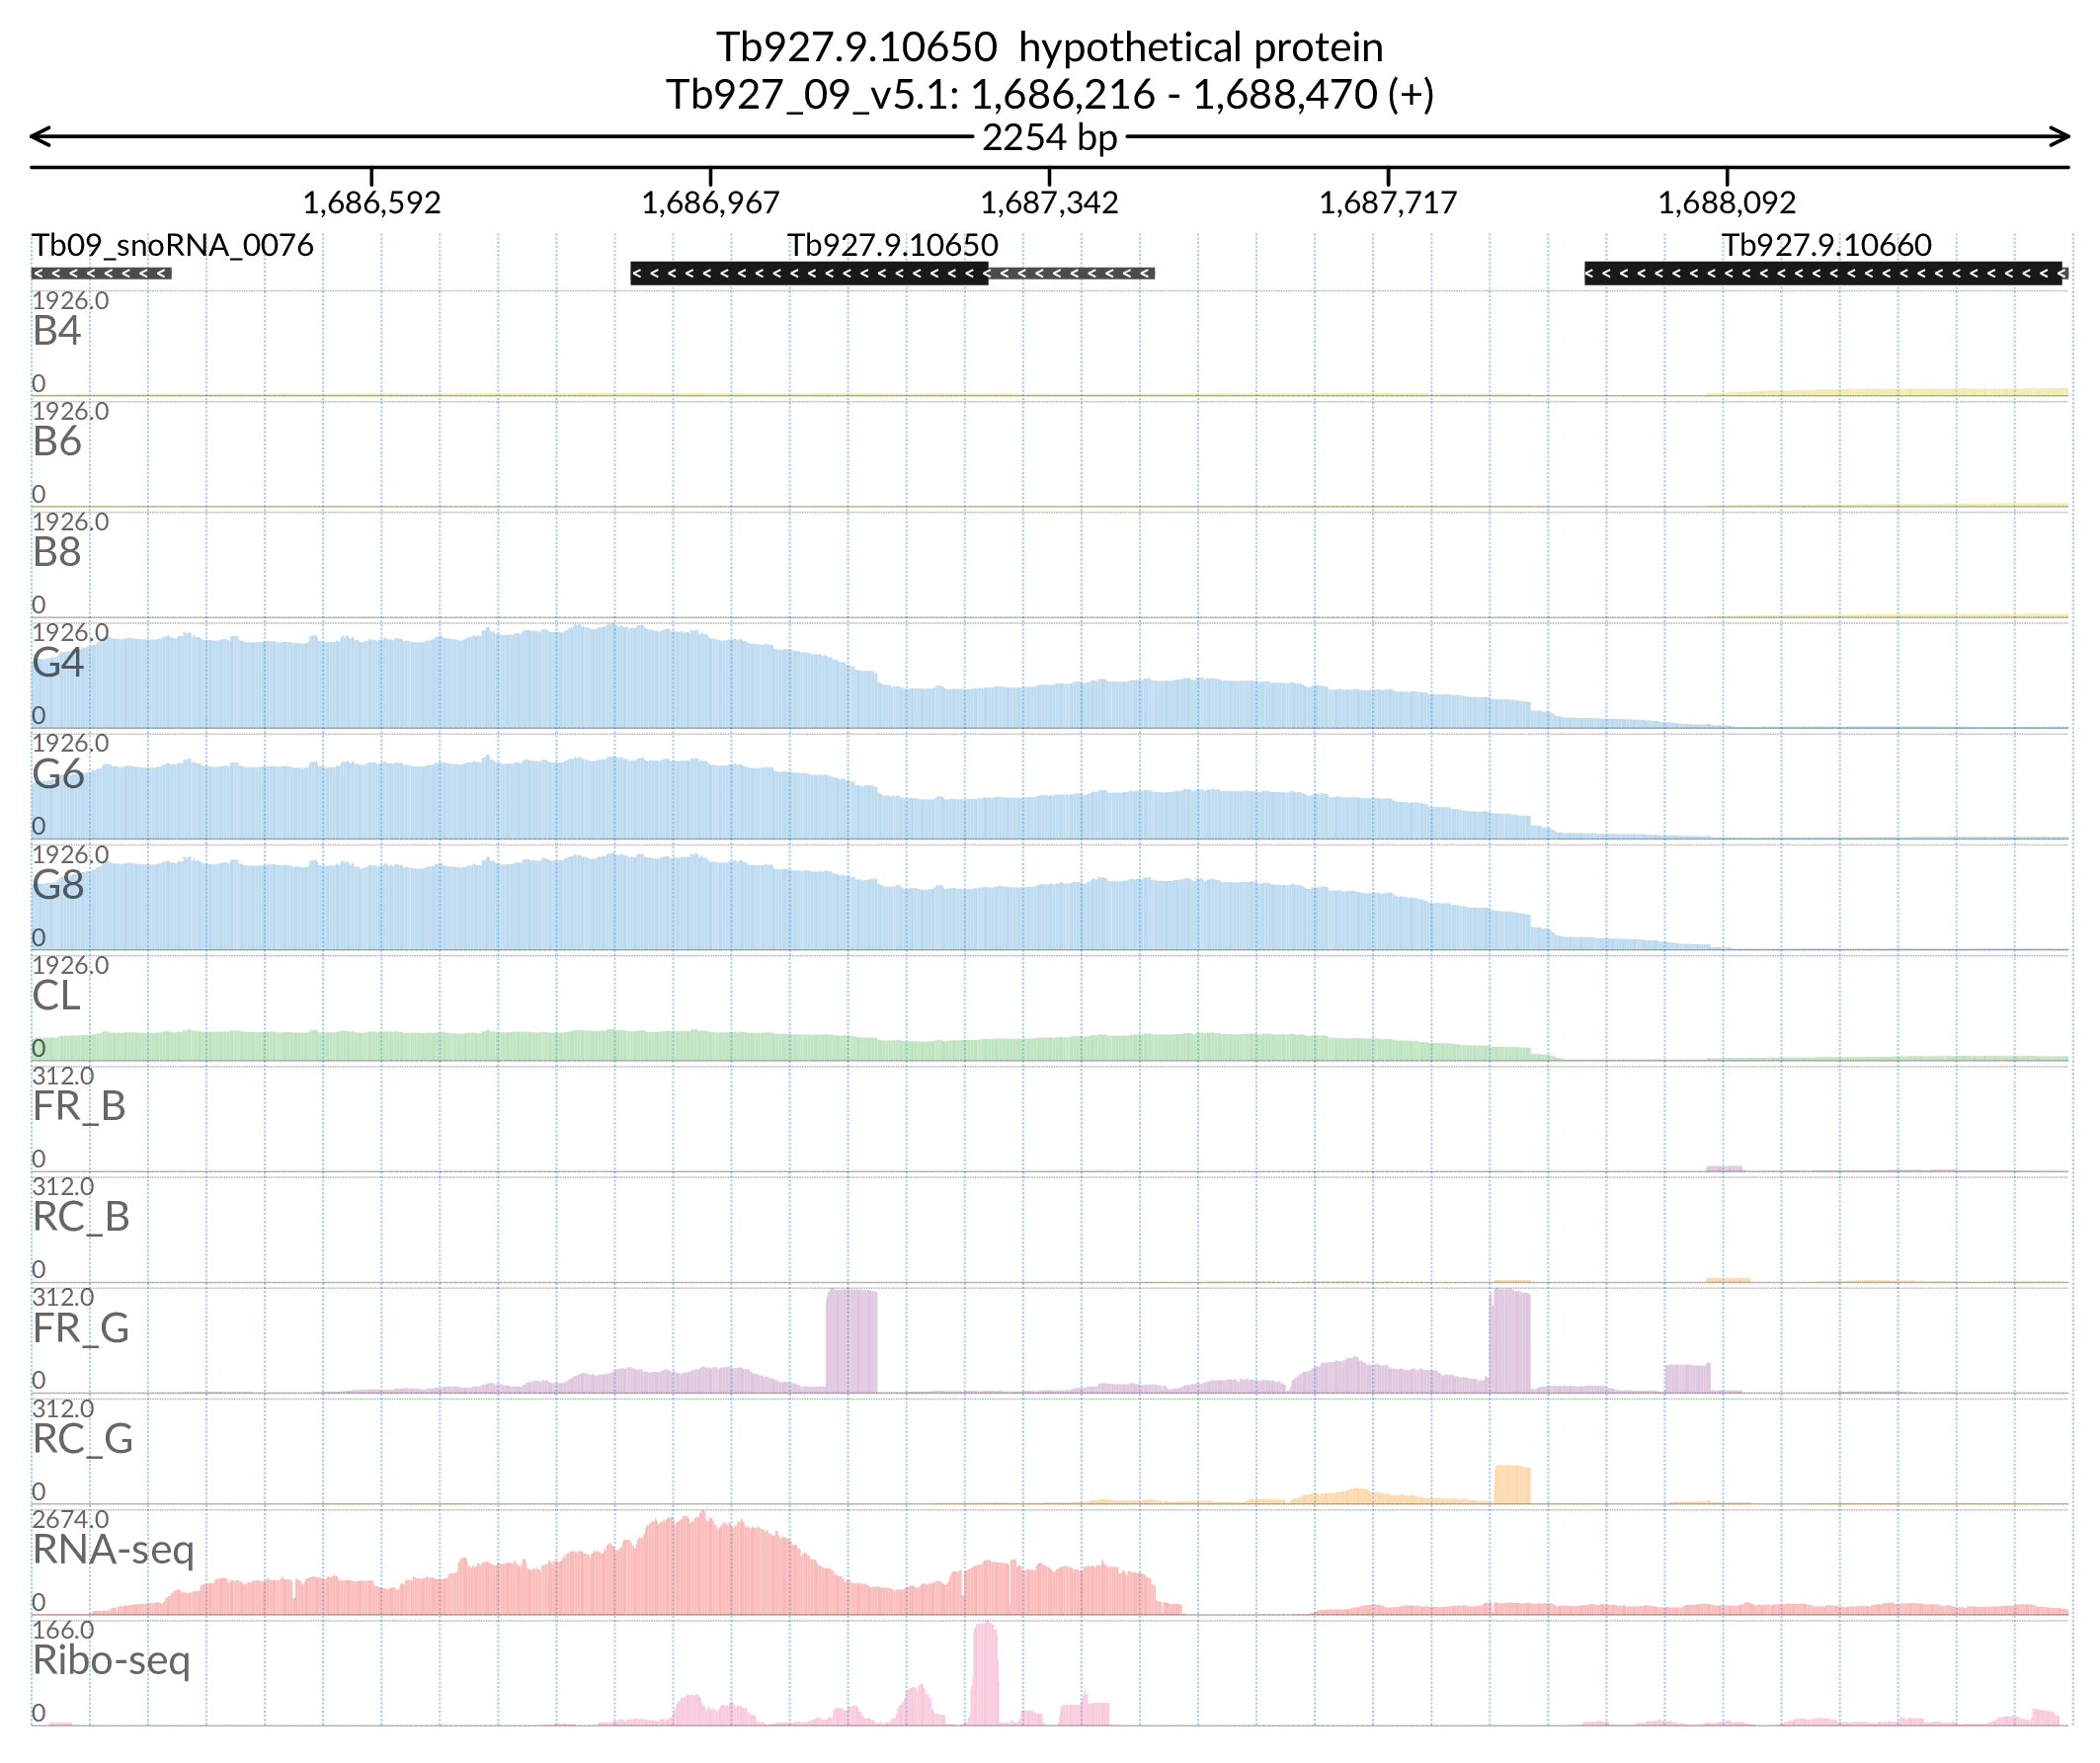 Tb927.9.10650 hypothetical protein
Tb927_09_v5.1: 1,686,216 - 1,688,470 (+)
2254 bp
1,686,592 1,686,967 1,687,342 1,687,717 1,688,092
Tb09_snoRNA_0076 Tb927.9.10650 Tb927.9.10660
1926.0
B4
0
1926.0
B6
0
1926.0
B8
0
1926.0
G4
0
1926.0
G6
0
1926.0
G8
0
1926.0
CL
0
312.0
FR_B
0
312.0
RC_B
0
312.0
FR_G
0
312.0
RC_G
0
2674.0
RNA-seq
0
166.0
Ribo-seq
0